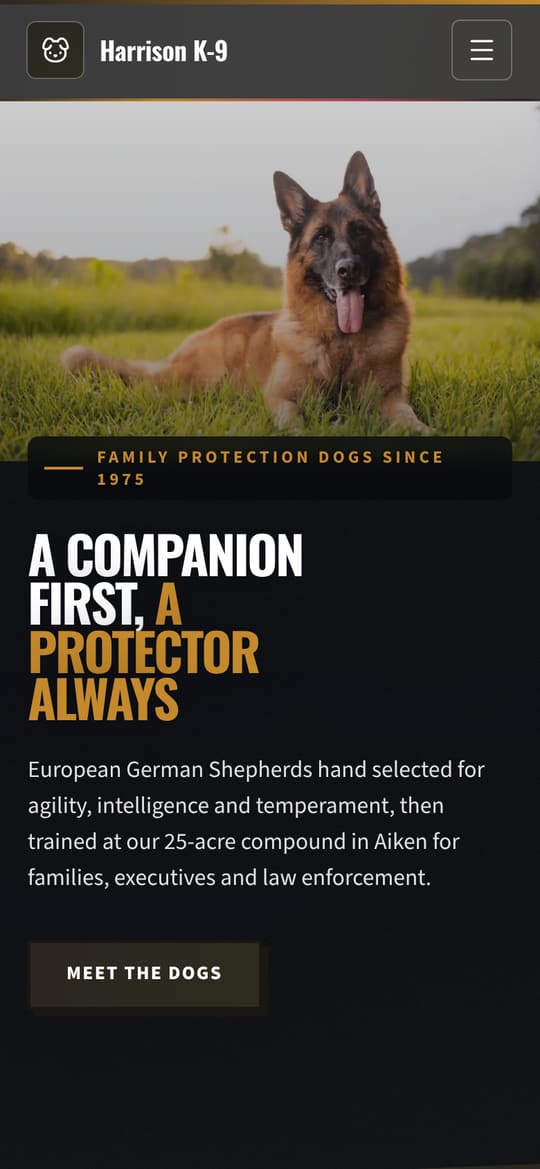 Harrison K-9
FAMILY PROTECTION DOGS SINCE
1975
A COMPANION
FIRST, A
PROTECTOR
ALWAYS
European German Shepherds hand selected for
agility, intelligence and temperament, then
trained at our 25-acre compound in Aiken for
families, executives and law enforcement.
MEET THE DOGS